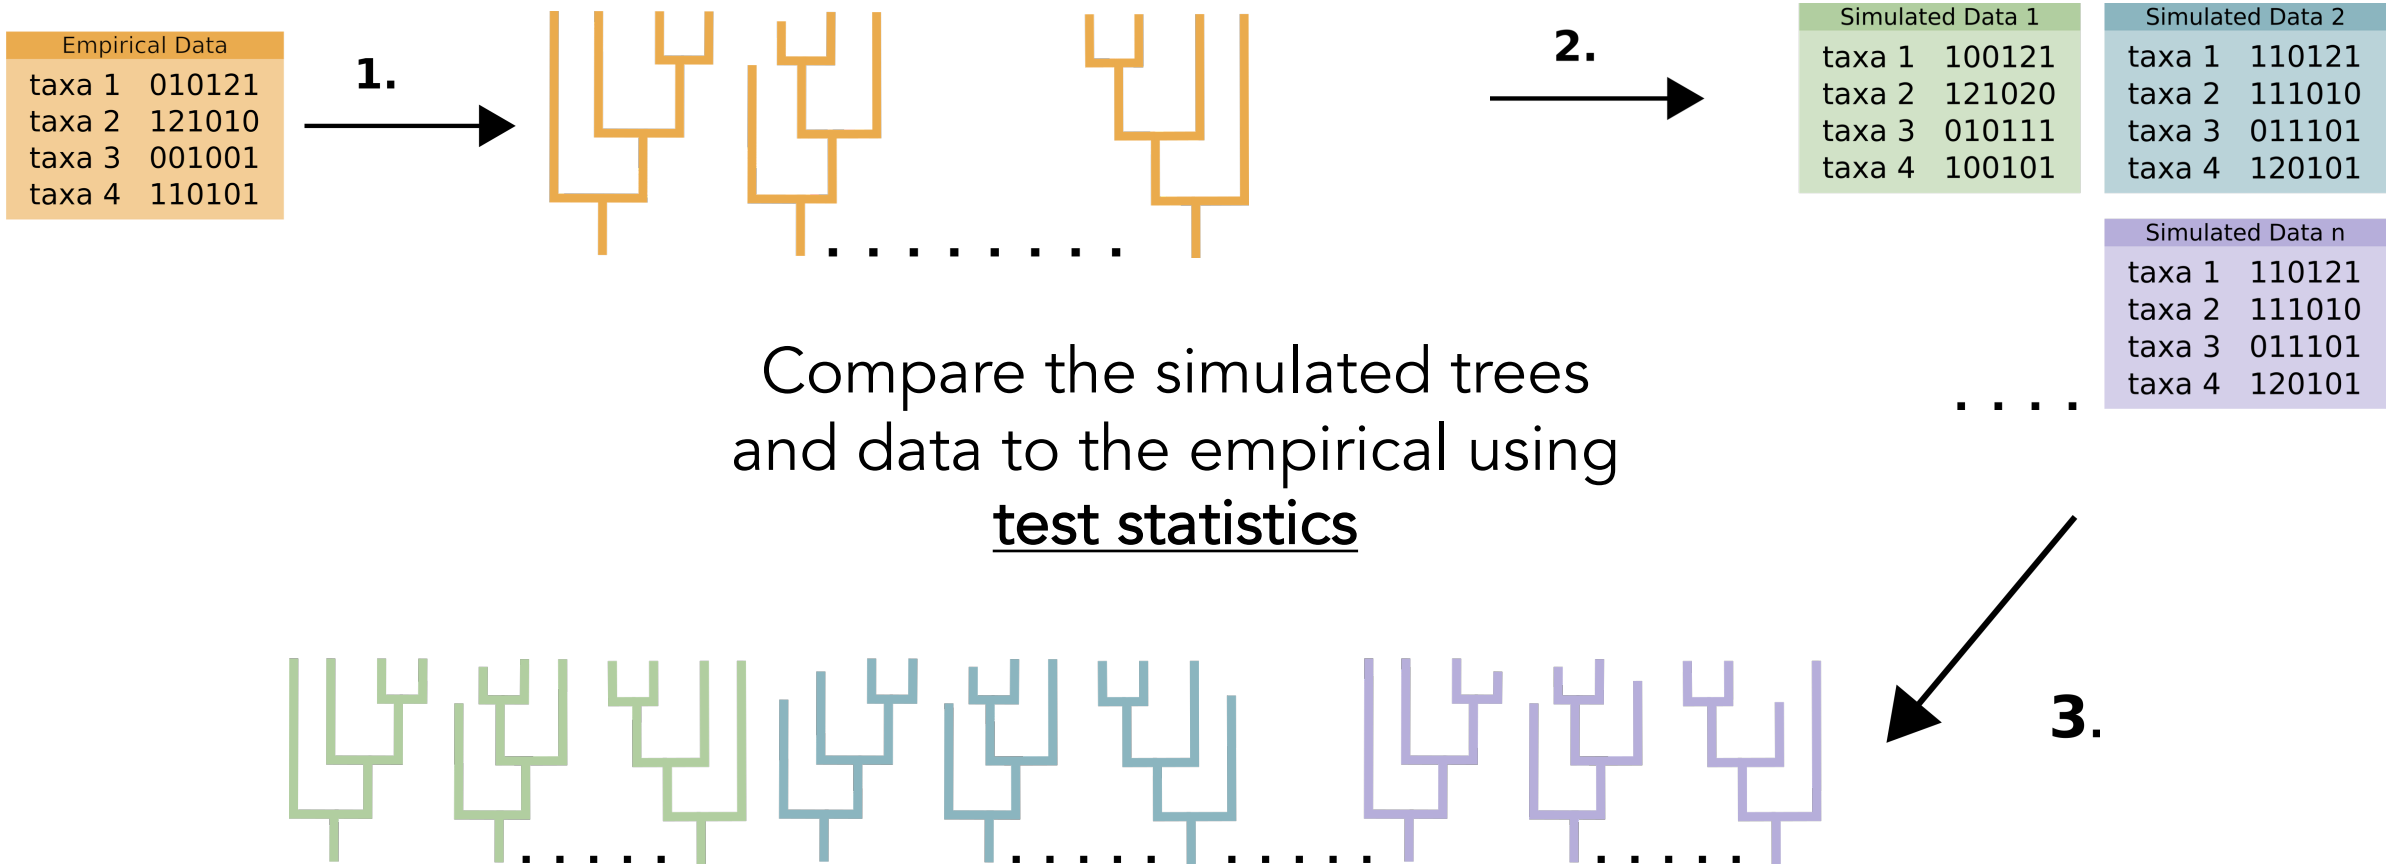 Empirical Data
taxa 1 010121
taxa 2 121010
taxa 3 001001
taxa 4 110101
1.
2.
Simulated Data 1
taxa 1 100121
taxa 2 121020
taxa 3 010111
taxa 4 100101
Simulated Data 2
taxa 1 110121
taxa 2 111010
taxa 3 011101
taxa 4 120101
Simulated Data n
taxa 1 110121
taxa 2 111010
taxa 3 011101
taxa 4 120101
Compare the simulated trees
and data to the empirical using
test statistics
3.